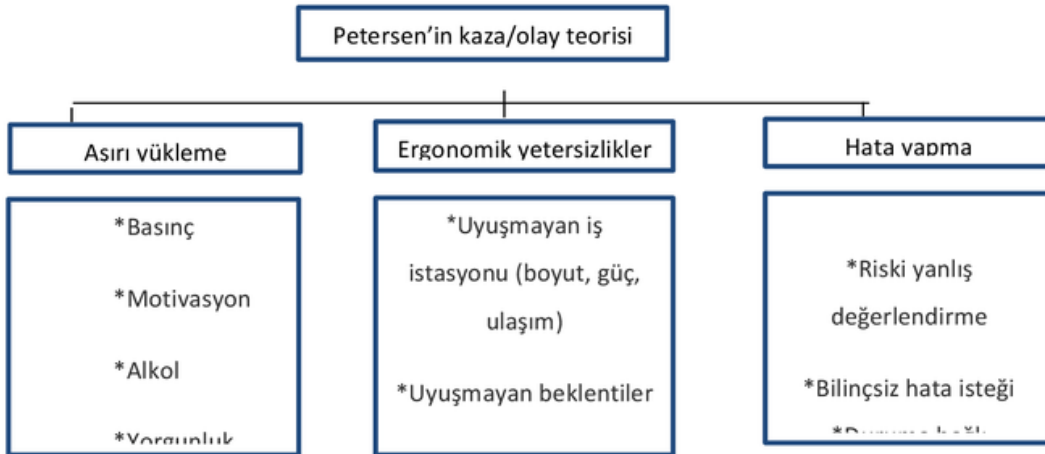 Petersen’in kaza/olay teorisi
Aşırı yükleme
Ergonomik yetersizlikler
Hata yapma
*Basınç
*Motivasyon
*Alkol
*Yorgunluk
*Uyuşmayan iş
istasyonu (boyut, güç,
ulaşım)
*Uyuşmayan beklentiler
*Riski yanlış
değerlendirme
*Bilinçsiz hata isteği